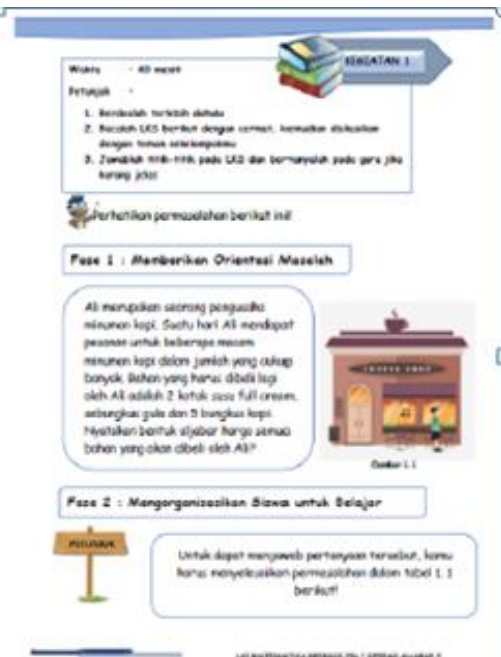 KEGIATAN 1
Waktu : 40 menit
Petunjuk :
1. Berdoalah terlebih dahulu
2. Bacalah LKS berikut dengan cermat, kemudian diskusikan
dengan teman sekelompokmu
3. Jawablah titik-titik pada LKS dan bertanyalah pada guru jika
kurang jelas
Perhatikan permasalahan berikut ini!
Fase 1 : Memberikan Orientasi Masalah
Ali merupakan seorang pengusaha
minuman kopi. Suatu hari Ali mendapat
pesanan untuk beberapa macam
minuman kopi dalam jumlah yang cukup
banyak. Bahan yang harus dibeli lagi
oleh Ali adalah 2 kotak susu full cream,
sebungkus gula dan 5 bungkus kopi.
Nyatakan bentuk aljabar harga semua
bahan yang akan dibeli oleh Ali?
COFFEE SHOP
Gambar 1.1
Fase 2 : Mengorganisasikan Siswa untuk Belajar
PETUNJUK
Untuk dapat menjawab pertanyaan tersebut, kamu
harus menyelesaikan permasalahan dalam tabel 1.1
berikut!